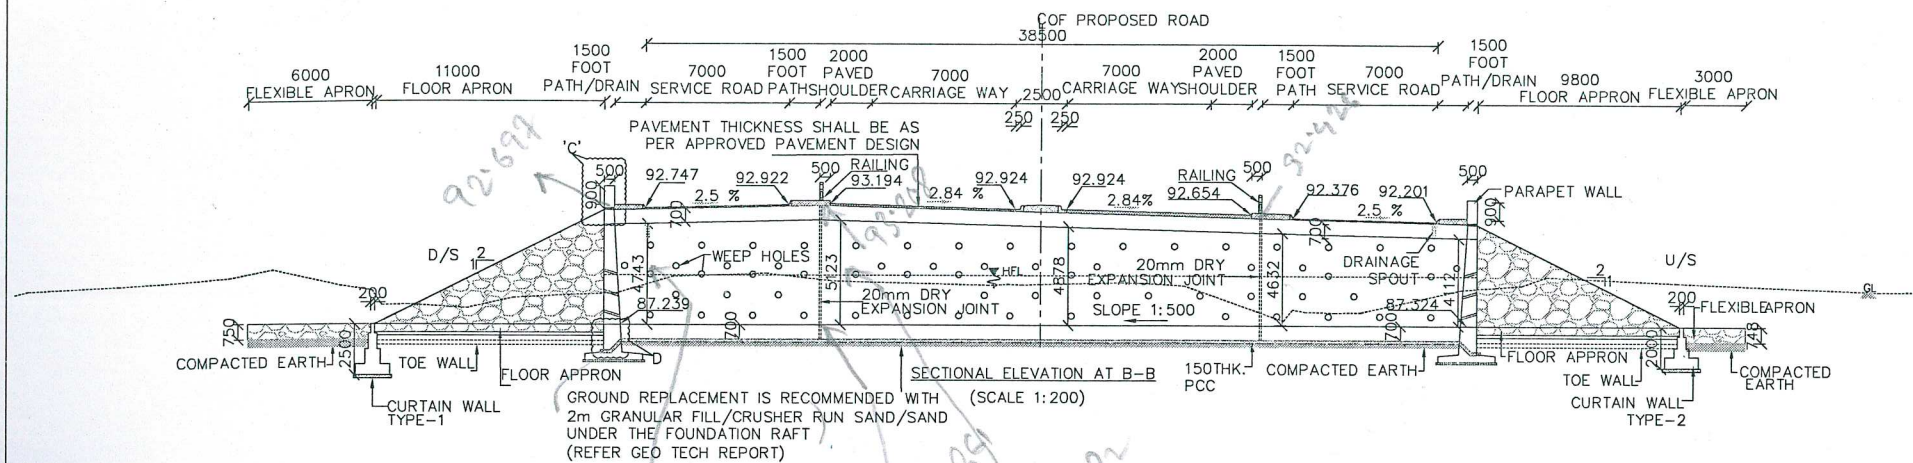 COF PROPOSED ROAD
38500
6000
FLEXIBLE APRON
11000
FLOOR APRON
1500
FOOT
PATH/DRAIN
7000
SERVICE ROAD
1500
FOOT
PATH
2000
PAVED
SHOULDER
7000
CARRIAGE WAY
2500
7000
CARRIAGE WAY
2000
PAVED
SHOULDER
1500
FOOT
PATH
7000
SERVICE ROAD
1500
FOOT
PATH/DRAIN
9800
FLOOR APPRON
3000
FLEXIBLE APRON
250 250
PAVEMENT THICKNESS SHALL BE AS
PER APPROVED PAVEMENT DESIGN
92.697
92.426
'C'
500
900
92.747
2.5 %
700
92.922
500
RAILING
93.194
2.84 %
92.924
92.924
2.84%
RAILING
92.654
500
92.376
2.5 %
92.201
700
500
PARAPET WALL
900
D/S
2
1
WEEP HOLES
4743
5123
HFL
4878
20mm DRY
EXPANSION JOINT
4632
DRAINAGE
SPOUT
4112
2
1
U/S
GL
200
87.239
20mm DRY
EXPANSION JOINT
SLOPE 1:500
87.324
200
FLEXIBLE APRON
750
2500
700
700
2000
748
COMPACTED EARTH
TOE WALL
FLOOR APPRON
D
SECTIONAL ELEVATION AT B-B
(SCALE 1:200)
150THK.
PCC
COMPACTED EARTH
FLOOR APPRON
TOE WALL
COMPACTED
EARTH
CURTAIN WALL
TYPE-1
CURTAIN WALL
TYPE-2
GROUND REPLACEMENT IS RECOMMENDED WITH
2m GRANULAR FILL/CRUSHER RUN SAND/SAND
UNDER THE FOUNDATION RAFT
(REFER GEO TECH REPORT)